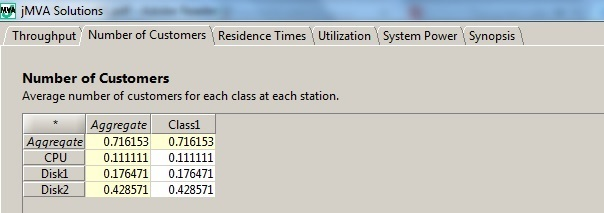 jMVA Solutions
Throughput Number of Customers Residence Times Utilization System Power Synopsis
Number of Customers
Average number of customers for each class at each station.
* Aggregate Class1
Aggregate 0.716153 0.716153
CPU 0.111111 0.111111
Disk1 0.176471 0.176471
Disk2 0.428571 0.428571